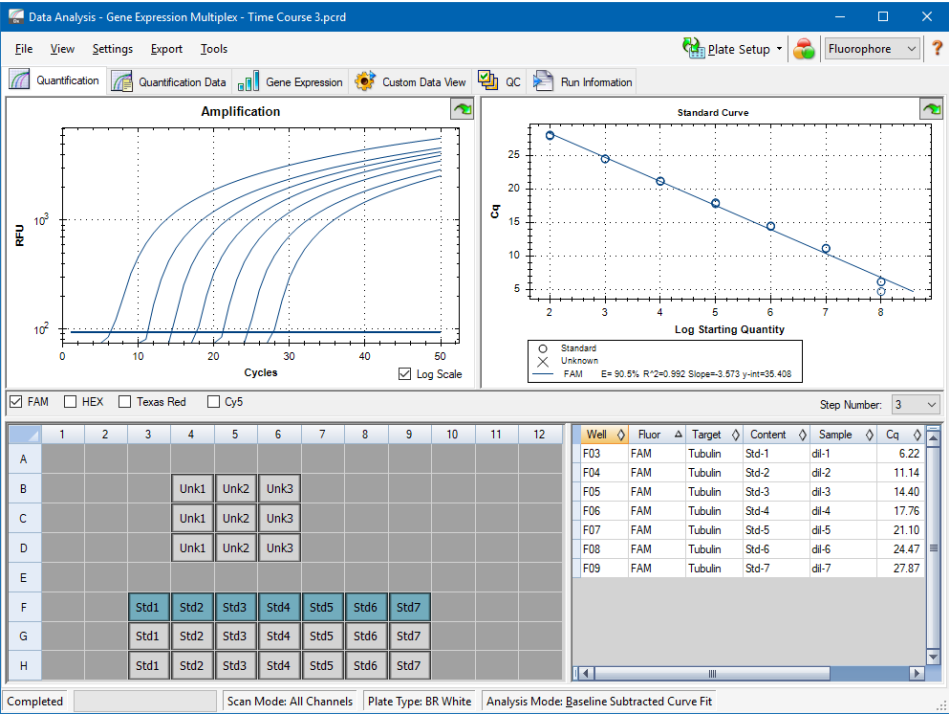 Data Analysis - Gene Expression Multiplex - Time Course 3.pcrd
File View Settings Export Tools Plate Setup Fluorophore ?
Quantification Quantification Data Gene Expression Custom Data View QC Run Information
Amplification
10³
10²
RFU
0 10 20 30 40 50
Cycles
Log Scale
Standard Curve
25
20
15
10
5
Cq
2 3 4 5 6 7 8
Log Starting Quantity
Standard
Unknown
FAM E= 90.5% R^2=0.992 Slope=-3.573 y-int=35.408
FAM HEX Texas Red Cy5 Step Number: 3
1 2 3 4 5 6 7 8 9 10 11 12
A
B Unk1 Unk2 Unk3
C Unk1 Unk2 Unk3
D Unk1 Unk2 Unk3
E
F Std1 Std2 Std3 Std4 Std5 Std6 Std7
G Std1 Std2 Std3 Std4 Std5 Std6 Std7
H Std1 Std2 Std3 Std4 Std5 Std6 Std7
Well Fluor Target Content Sample Cq
F03 FAM Tubulin Std-1 dil-1 6.22
F04 FAM Tubulin Std-2 dil-2 11.14
F05 FAM Tubulin Std-3 dil-3 14.40
F06 FAM Tubulin Std-4 dil-4 17.76
F07 FAM Tubulin Std-5 dil-5 21.10
F08 FAM Tubulin Std-6 dil-6 24.47
F09 FAM Tubulin Std-7 dil-7 27.87
Completed Scan Mode: All Channels Plate Type: BR White Analysis Mode: Baseline Subtracted Curve Fit